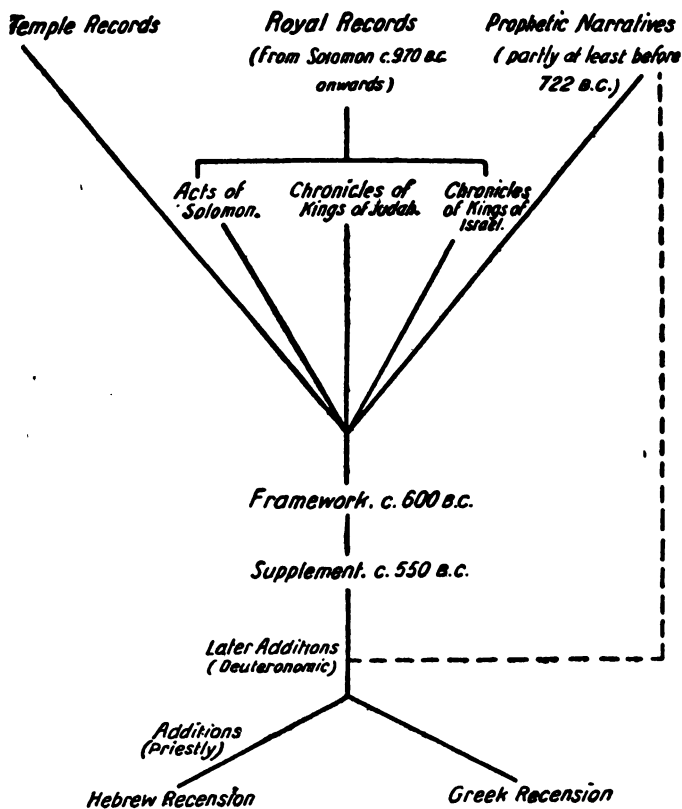 Temple Records
Royal Records
(From Solomon c.970 B.C.
onwards)
Prophetic Narratives
(partly at least before
722 B.C.)
Acts of
Solomon.
Chronicles of
Kings of Judah.
Chronicles
of Kings of
Israel.
Framework. c. 600 B.C.
Supplement. c. 550 B.C.
Later Additions
(Deuteronomic)
Additions
(Priestly)
Hebrew Recension
Greek Recension